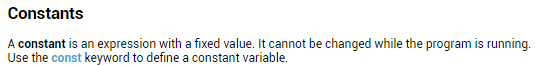 Constants
A constant is an expression with a fixed value. It cannot be changed while the program is running.
Use the const keyword to define a constant variable.